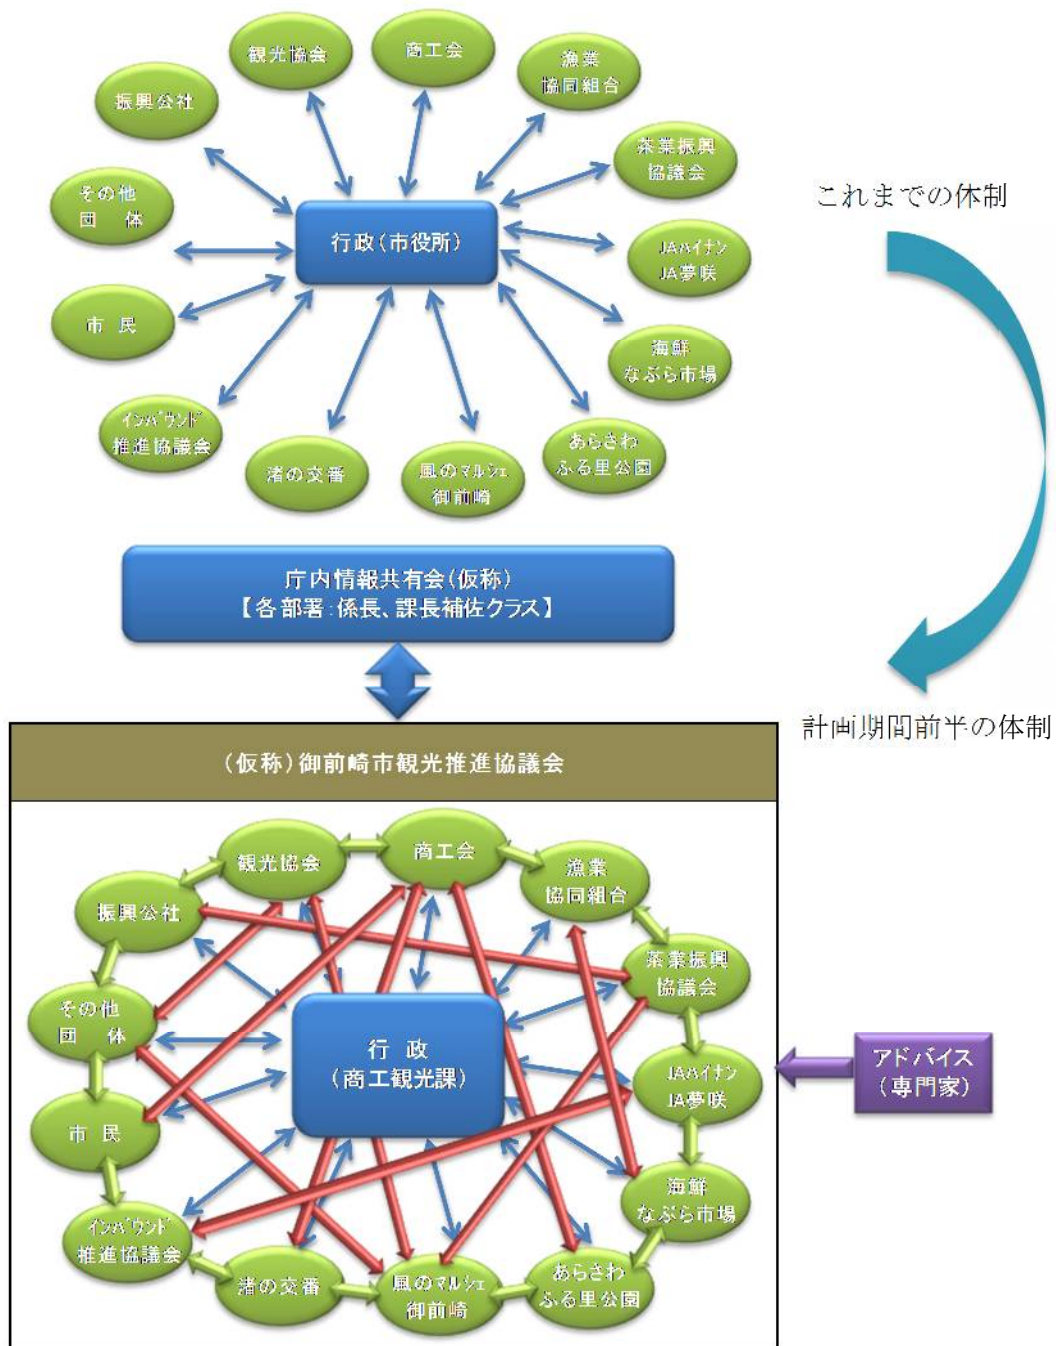 観光協会
商工会
漁業
協同組合
振興公社
茶業振興
協議会
これまでの体制
その他
団　体
行政(市役所)
JAハイナン
JA夢咲
市 民
海鮮
なぶら市場
インバウンド
推進協議会
渚の交番
風のマルシェ
御前崎
あらさわ
ふる里公園
庁内情報共有会(仮称)
【各部署:係長、課長補佐クラス】
計画期間前半の体制
(仮称)御前崎市観光推進協議会
観光協会
商工会
漁業
協同組合
振興公社
茶業振興
協議会
その他
団　体
行 政
(商工観光課)
JAハイナン
JA夢咲
アドバイス
(専門家)
市 民
海鮮
なぶら市場
インバウンド
推進協議会
渚の交番
風のマルシェ
御前崎
あらさわ
ふる里公園